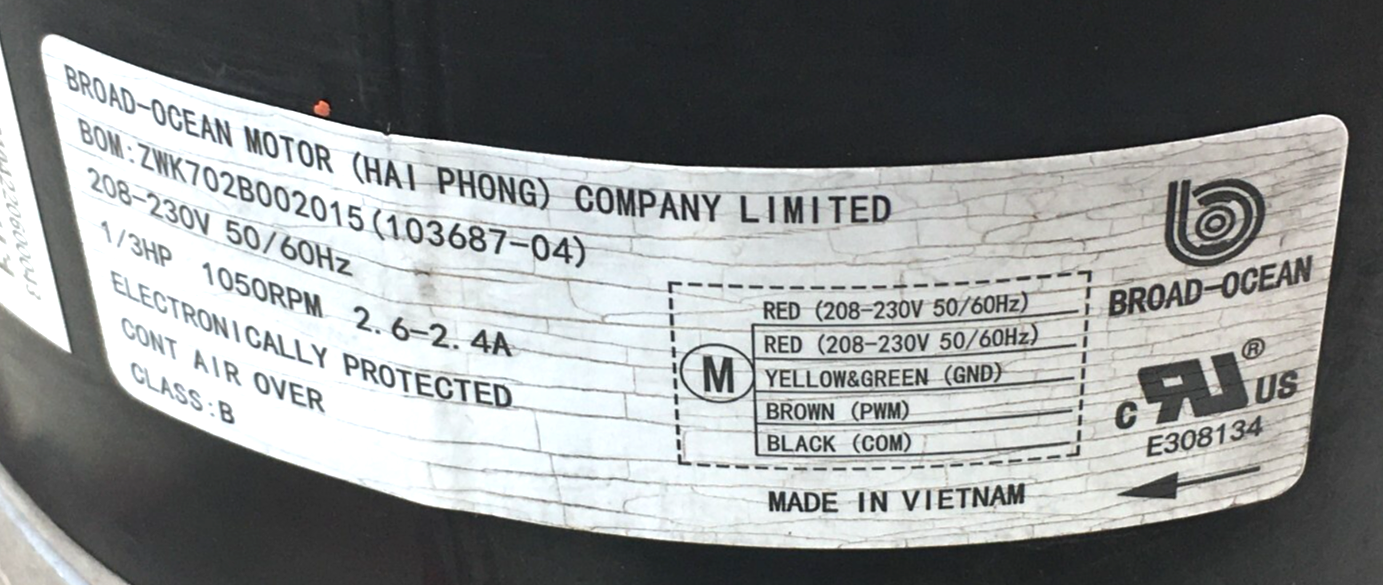 BROAD-OCEAN MOTOR (HAI PHONG) COMPANY LIMITED
BOM:ZWK702B002015(103687-04)
208-230V 50/60Hz
1/3HP 1050RPM 2.6-2.4A
ELECTRONICALLY PROTECTED
CONT AIR OVER
CLASS:B
M
RED (208-230V 50/60Hz)
RED (208-230V 50/60Hz)
YELLOW&GREEN (GND)
BROWN (PWM)
BLACK (COM)
MADE IN VIETNAM
BROAD-OCEAN
C RU ® US
E308134